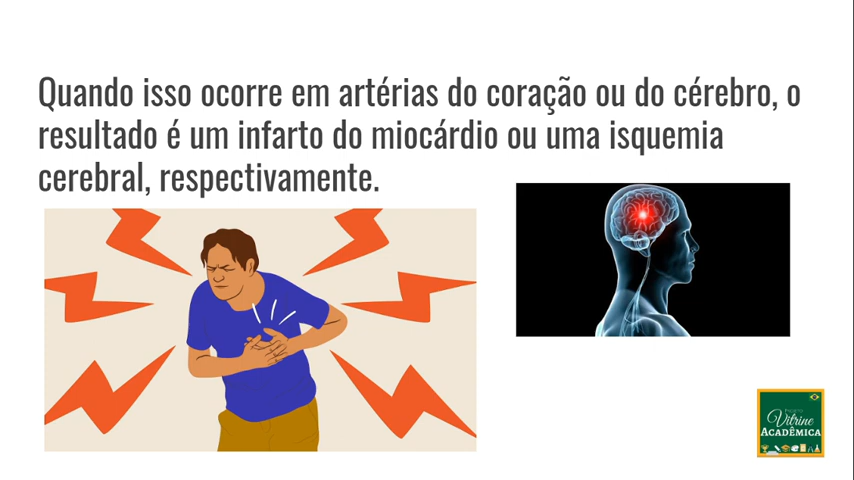 Quando isso ocorre em artérias do coração ou do cérebro, o
resultado é um infarto do miocárdio ou uma isquemia
cerebral, respectivamente.
PROJETO
Vitrine
ACADÊMICA